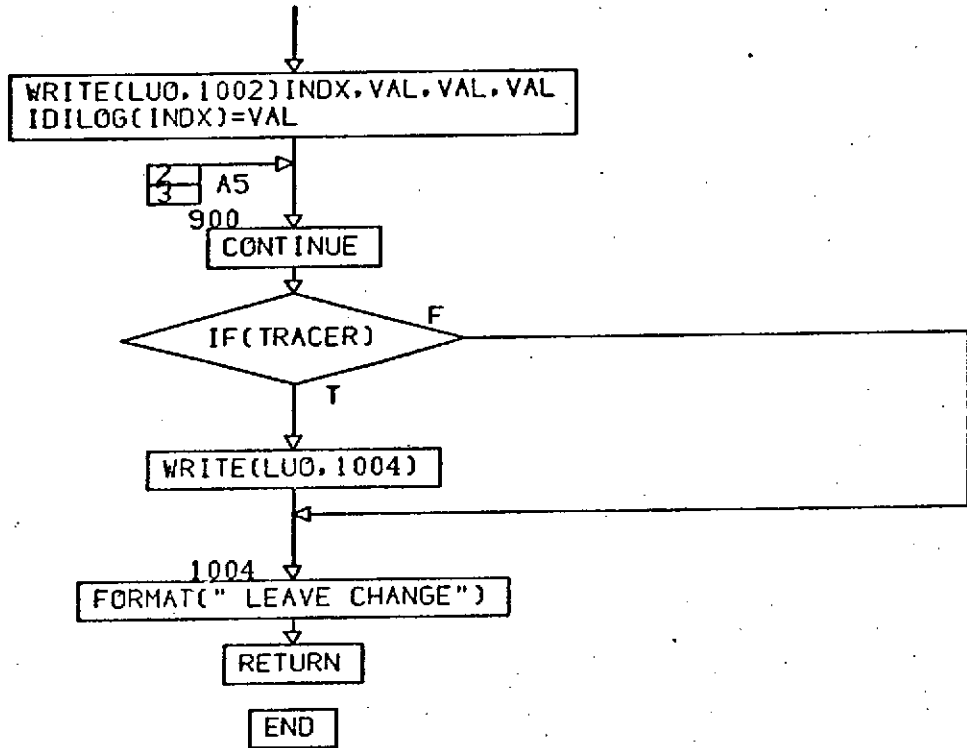 WRITE(LUO,1002)INDX,VAL,VAL,VAL
IDILOG(INDX)=VAL
2
3
A5
900
CONTINUE
IF(TRACER)
F
T
WRITE(LUO,1004)
1004
FORMAT(" LEAVE CHANGE")
RETURN
END